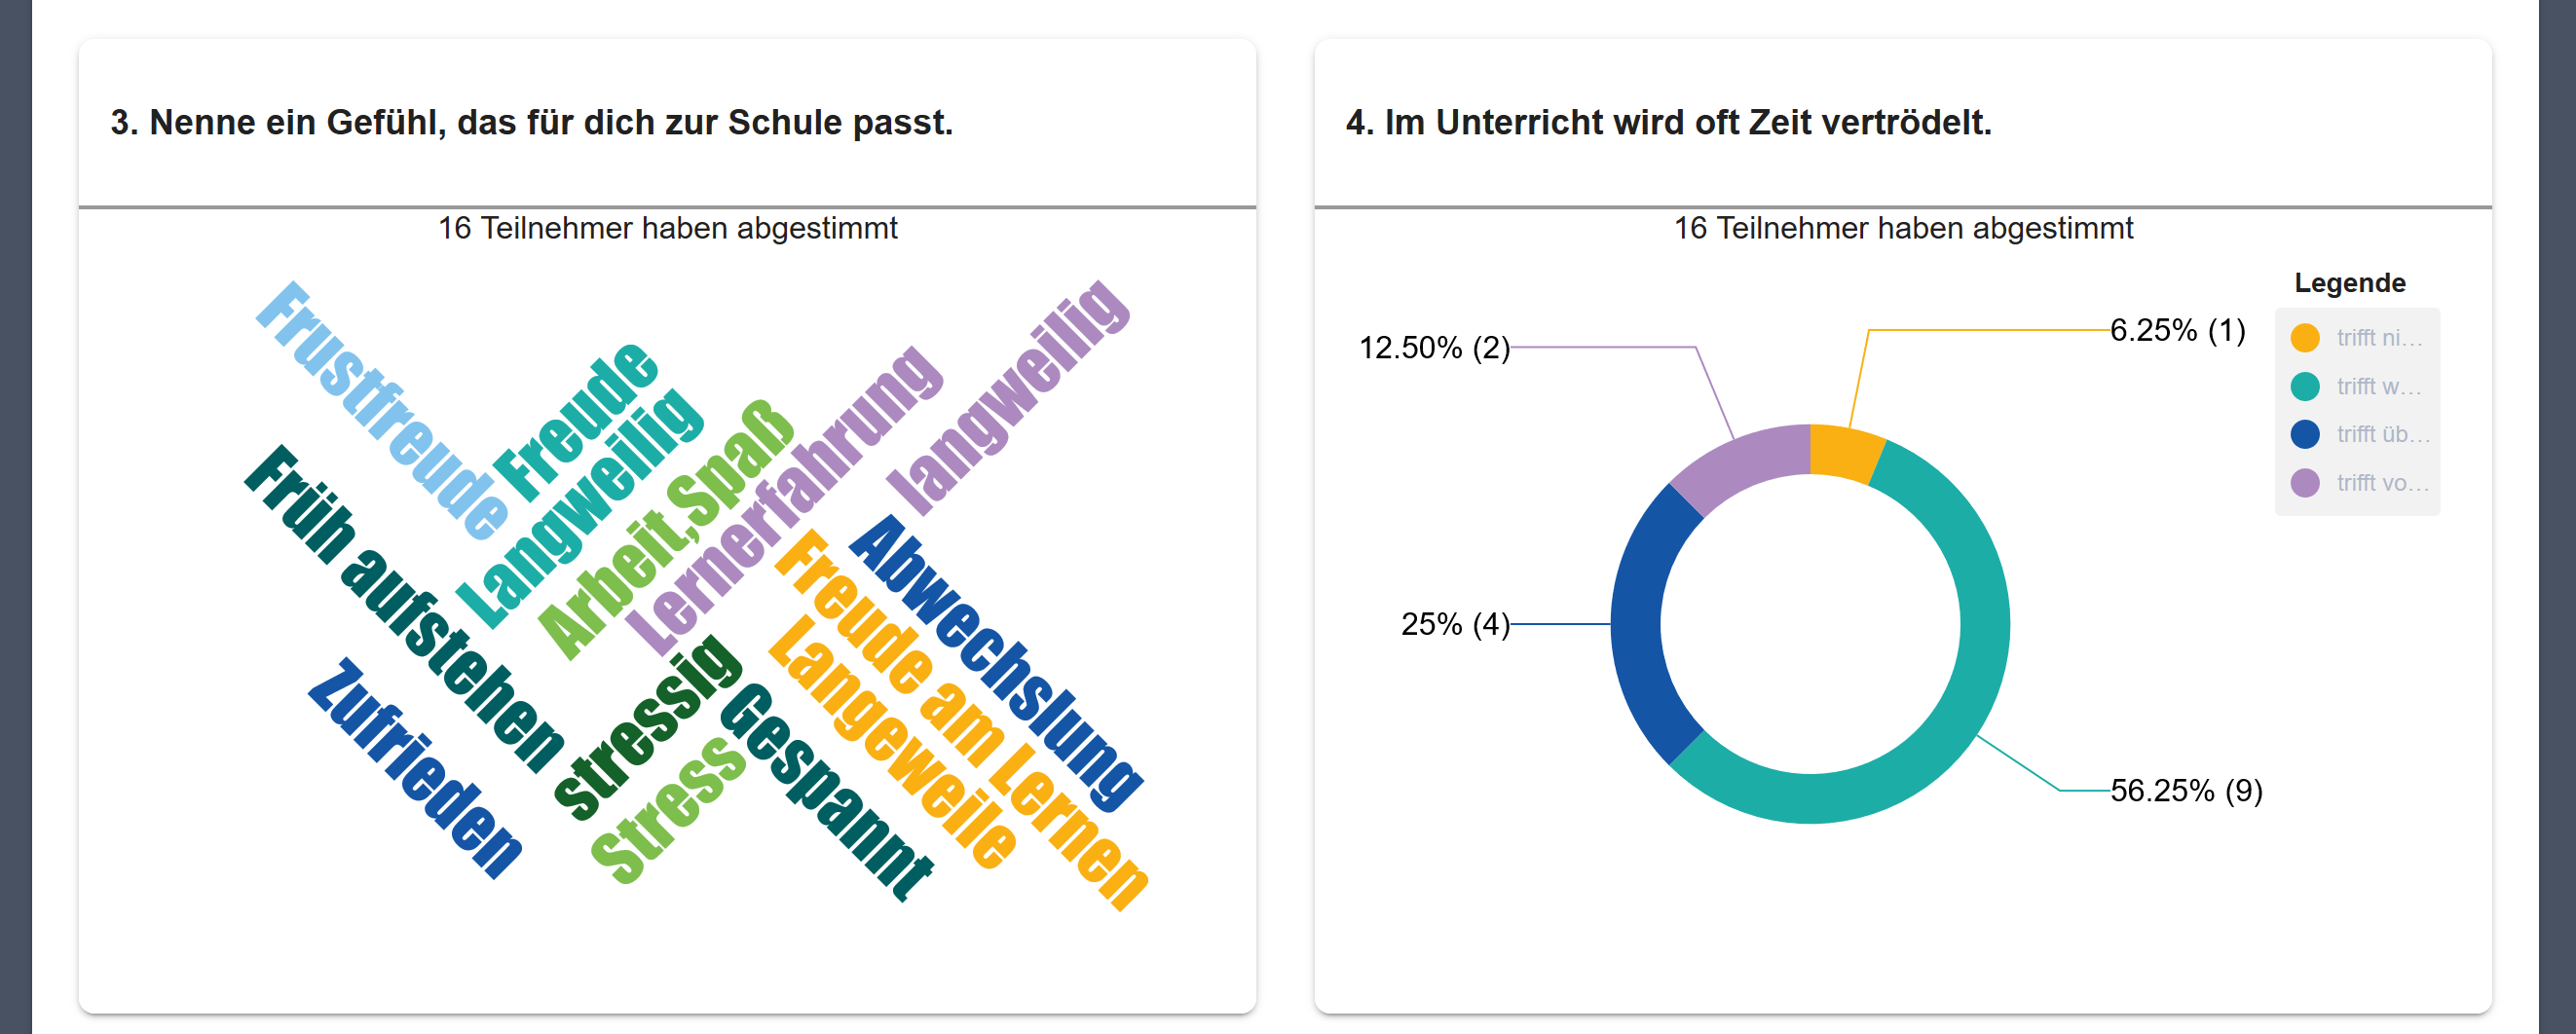 3. Nenne ein Gefühl, das für dich zur Schule passt.
16 Teilnehmer haben abgestimmt
Frustfreude
Freude
Langweilig
Arbeit,Spaß
Lernerfahrung
langweilig
Früh aufstehen
Abwechslung
Freude am Lernen
Langeweile
Zufrieden
stressig
Stress
Gespannt
4. Im Unterricht wird oft Zeit vertrödelt.
16 Teilnehmer haben abgestimmt
Legende
trifft ni...
trifft w...
trifft üb...
trifft vo...
12.50% (2)
6.25% (1)
25% (4)
56.25% (9)